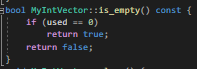 bool MyIntVector::is_empty() const {
    if (used == 0)
        return true;
    return false;
}